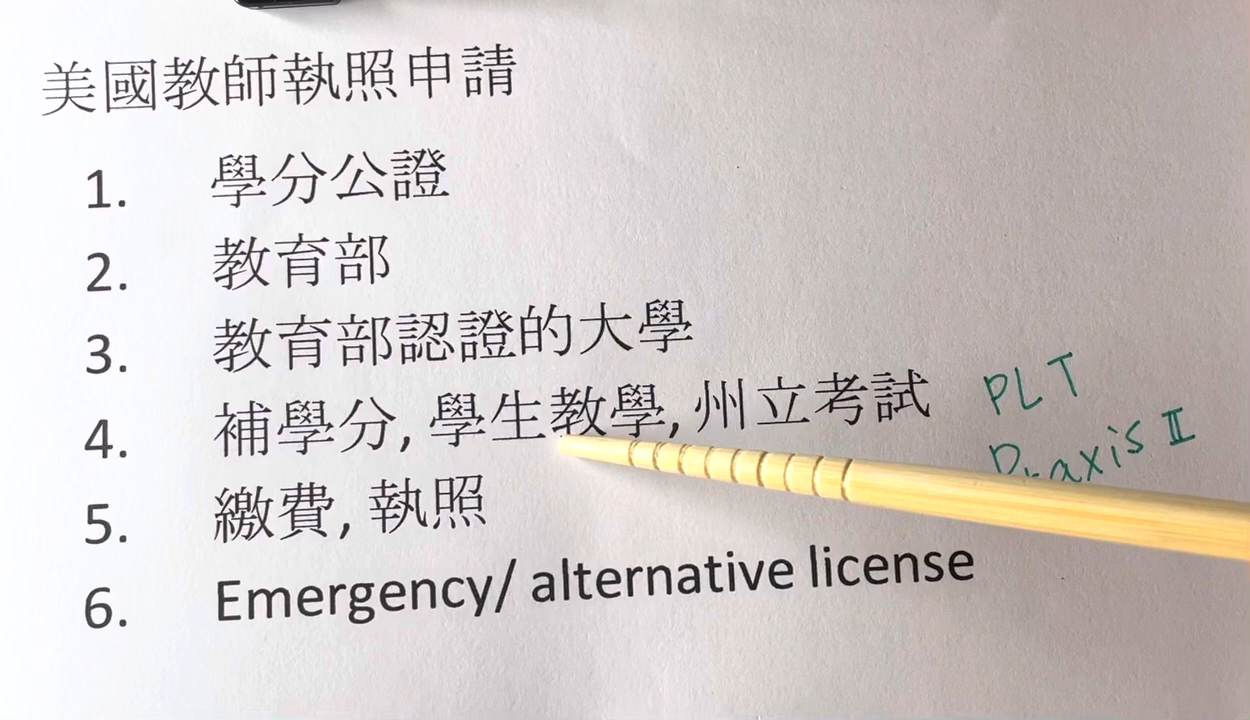 美國教師執照申請
1. 學分公證
2. 教育部
3. 教育部認證的大學
4. 補學分, 學生教學, 州立考試 PLT
Praxis II
5. 繳費, 執照
6. Emergency/ alternative license